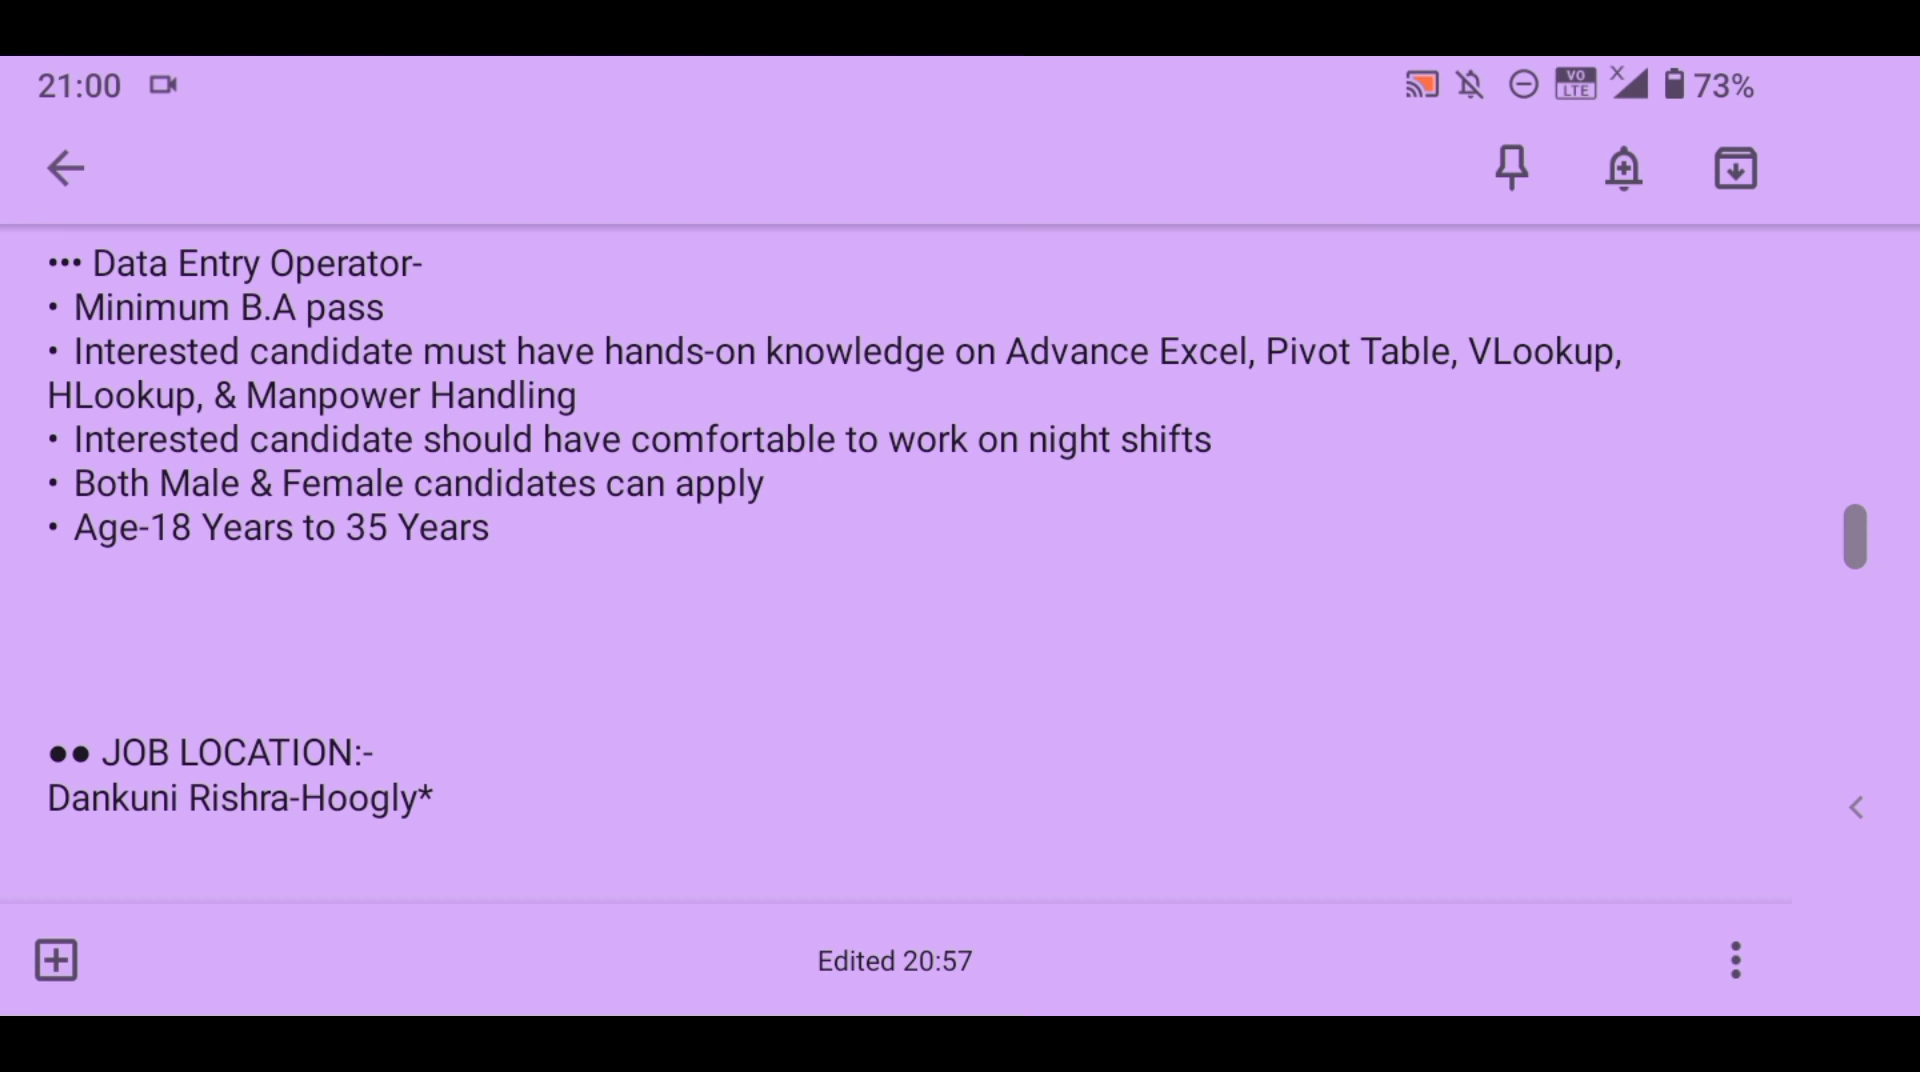 21:00
VO LTE
73%
••• Data Entry Operator-
• Minimum B.A pass
• Interested candidate must have hands-on knowledge on Advance Excel, Pivot Table, VLookup,
HLookup, & Manpower Handling
• Interested candidate should have comfortable to work on night shifts
• Both Male & Female candidates can apply
• Age-18 Years to 35 Years
●● JOB LOCATION:-
Dankuni Rishra-Hoogly*
Edited 20:57